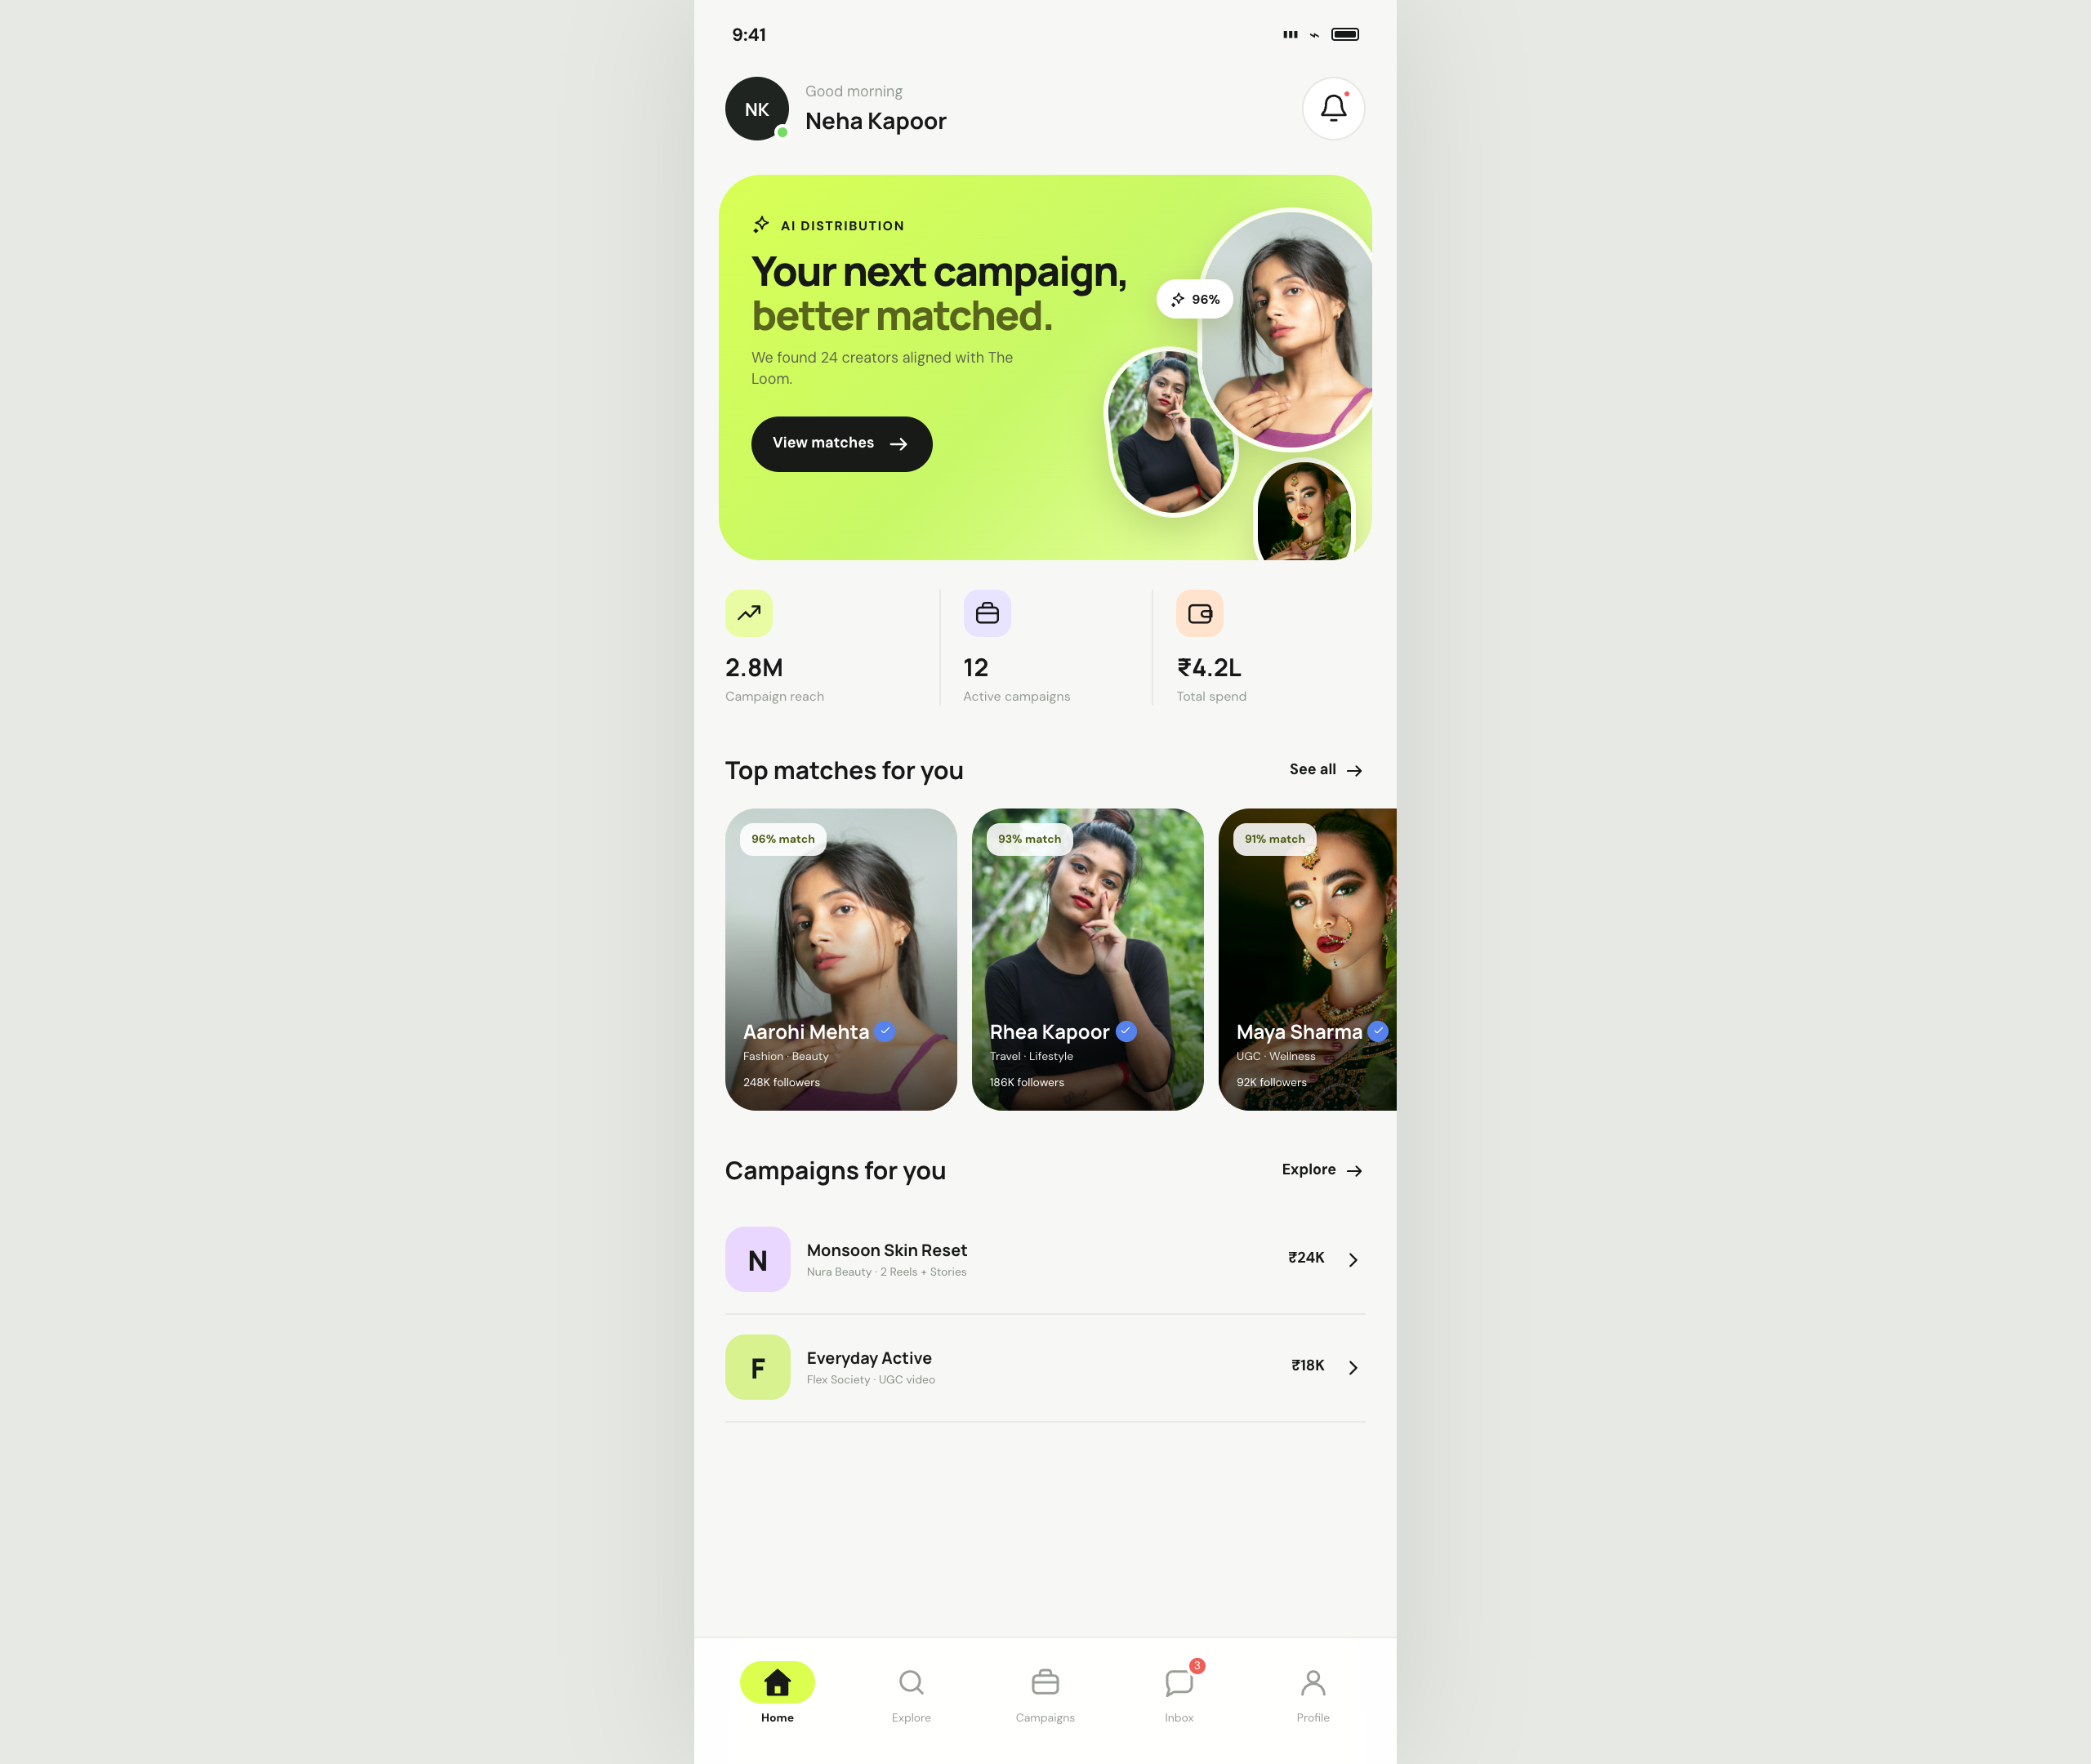 9:41
NK
Good morning
Neha Kapoor
AI DISTRIBUTION
Your next campaign,
better matched.
We found 24 creators aligned with The
Loom.
View matches
96%
2.8M
Campaign reach
12
Active campaigns
₹4.2L
Total spend
Top matches for you
See all
96% match
Aarohi Mehta
Fashion · Beauty
248K followers
93% match
Rhea Kapoor
Travel · Lifestyle
186K followers
91% match
Maya Sharma
UGC · Wellness
92K followers
Campaigns for you
Explore
N
Monsoon Skin Reset
Nura Beauty · 2 Reels + Stories
₹24K
F
Everyday Active
Flex Society · UGC video
₹18K
Home
Explore
Campaigns
3
Inbox
Profile